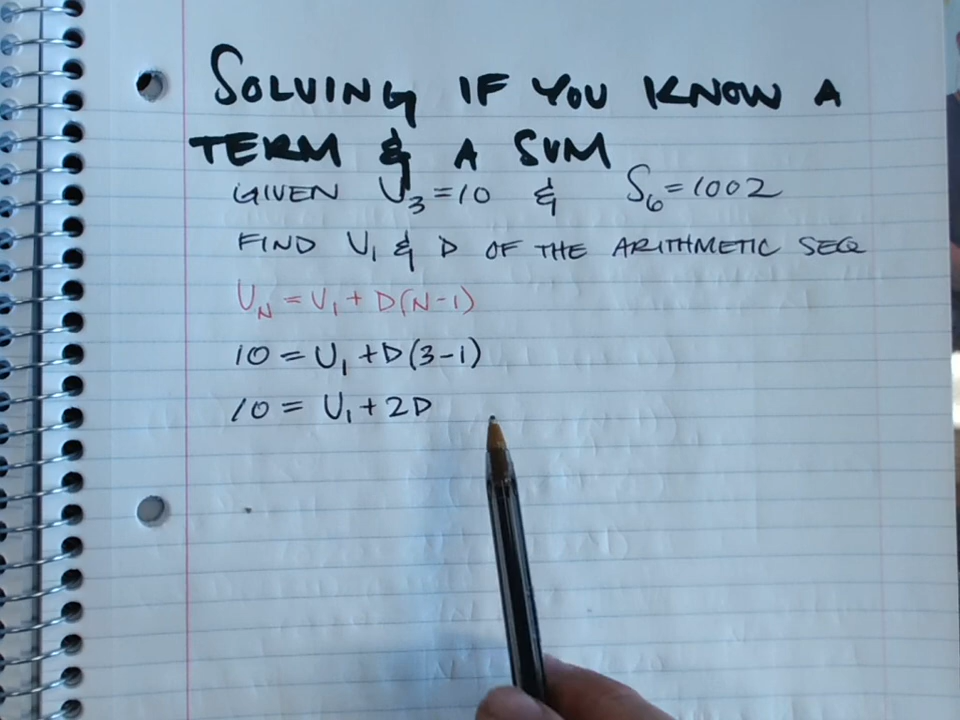 SOLVING IF YOU KNOW A
TERM & A SUM
GIVEN U3=10 & S6=1002
FIND U1 & D OF THE ARITHMETIC SEQ
UN = U1 + D(N-1)
10 = U1 + D(3-1)
10 = U1 + 2D